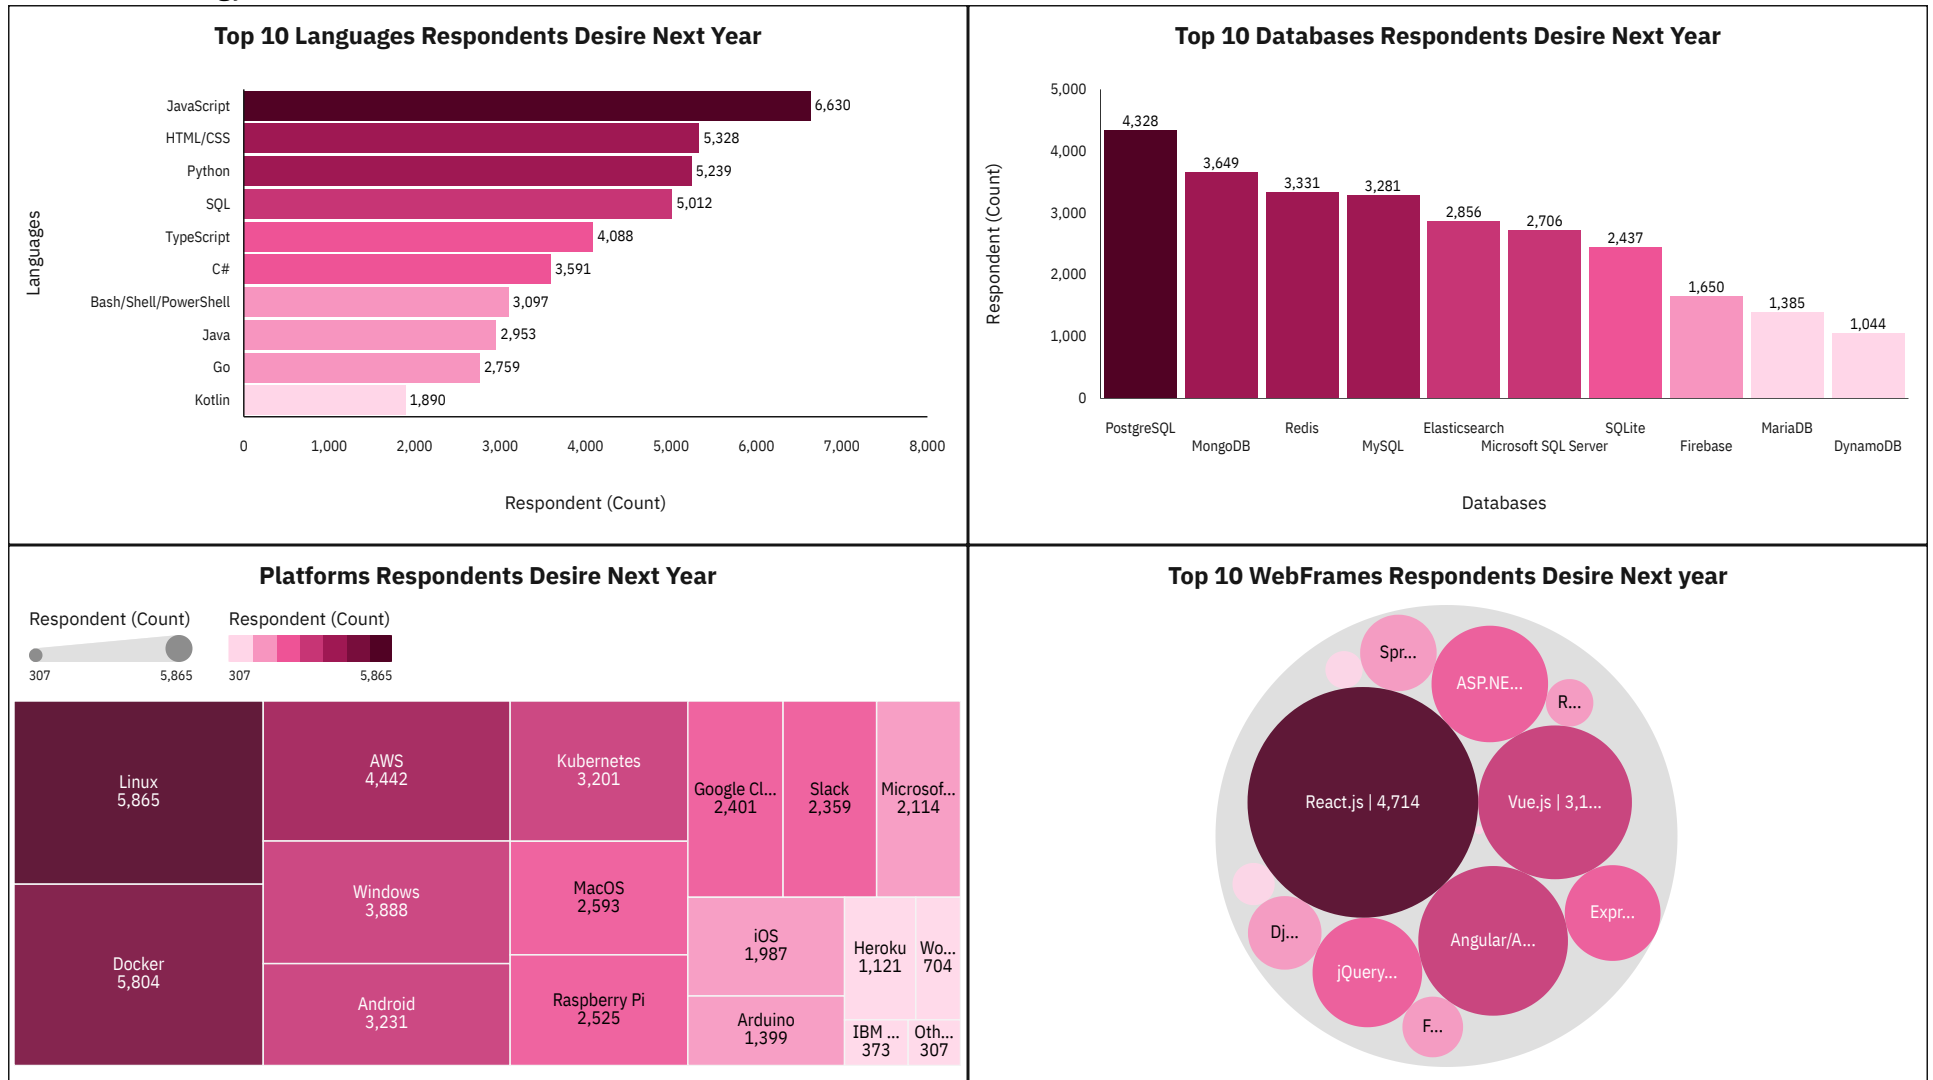 Top 10 Languages Respondents Desire Next Year
Languages
JavaScript 6,630
HTML/CSS 5,328
Python 5,239
SQL 5,012
TypeScript 4,088
C# 3,591
Bash/Shell/PowerShell 3,097
Java 2,953
Go 2,759
Kotlin 1,890
0 1,000 2,000 3,000 4,000 5,000 6,000 7,000 8,000
Respondent (Count)
Top 10 Databases Respondents Desire Next Year
Respondent (Count)
5,000
4,000
3,000
2,000
1,000
0
4,328
3,649
3,331
3,281
2,856
2,706
2,437
1,650
1,385
1,044
PostgreSQL Redis Elasticsearch SQLite MariaDB
MongoDB MySQL Microsoft SQL Server Firebase DynamoDB
Databases
Platforms Respondents Desire Next Year
Respondent (Count)
307 5,865
Respondent (Count)
307 5,865
Linux
5,865
Docker
5,804
AWS
4,442
Windows
3,888
Android
3,231
Kubernetes
3,201
MacOS
2,593
Raspberry Pi
2,525
Google Cl...
2,401
Slack
2,359
Microsof...
2,114
iOS
1,987
Arduino
1,399
Heroku
1,121
Wo...
704
IBM ...
373
Oth...
307
Top 10 WebFrames Respondents Desire Next year
Spr...
ASP.NE...
R...
React.js | 4,714
Vue.js | 3,1...
Expr...
Dj...
Angular/A...
jQuery...
F...